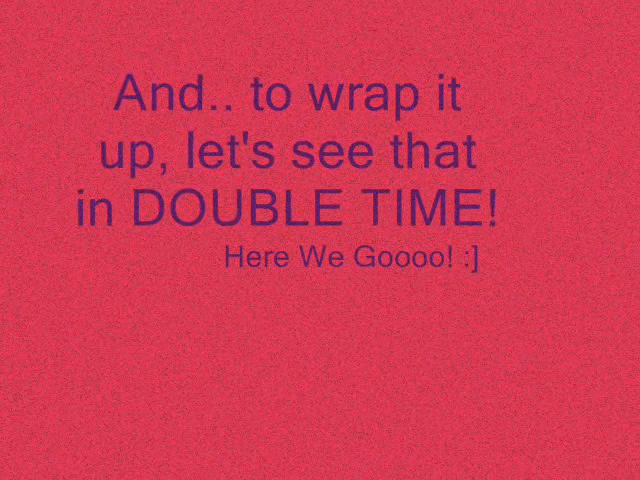 And.. to wrap it
up, let's see that
in DOUBLE TIME!
Here We Goooo! :]